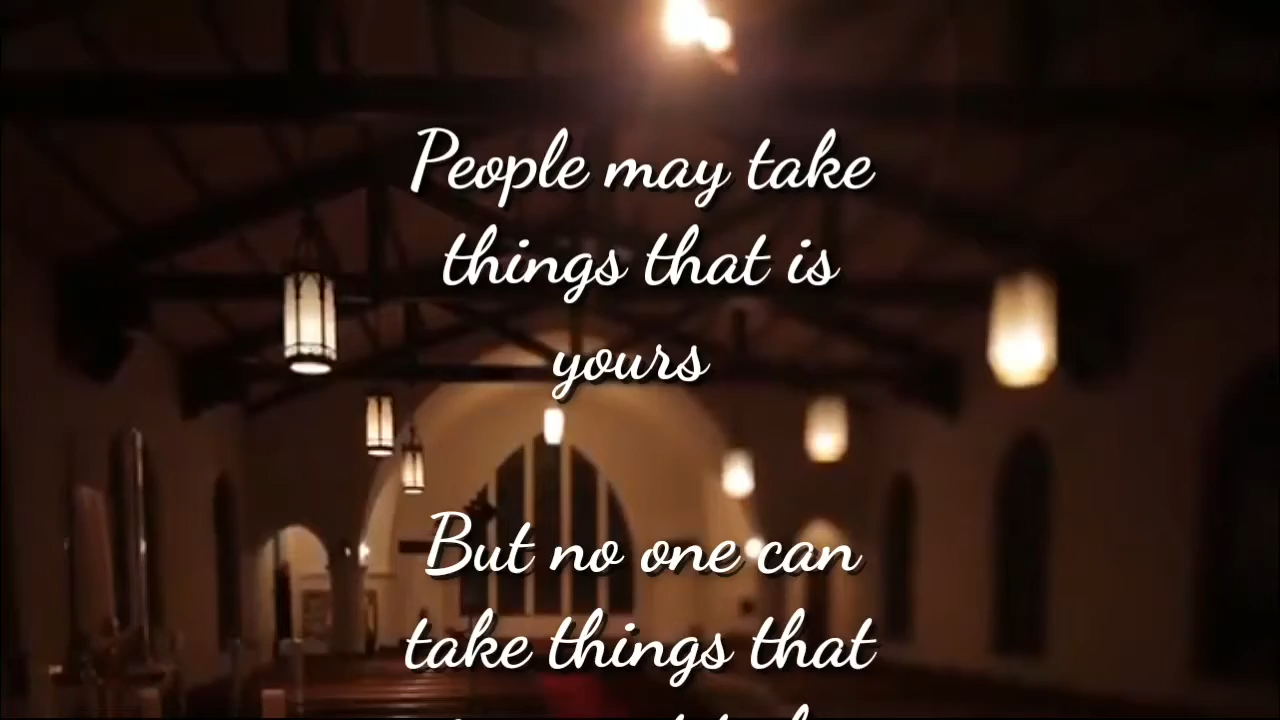 People may take
things that is
yours
But no one can
take things that